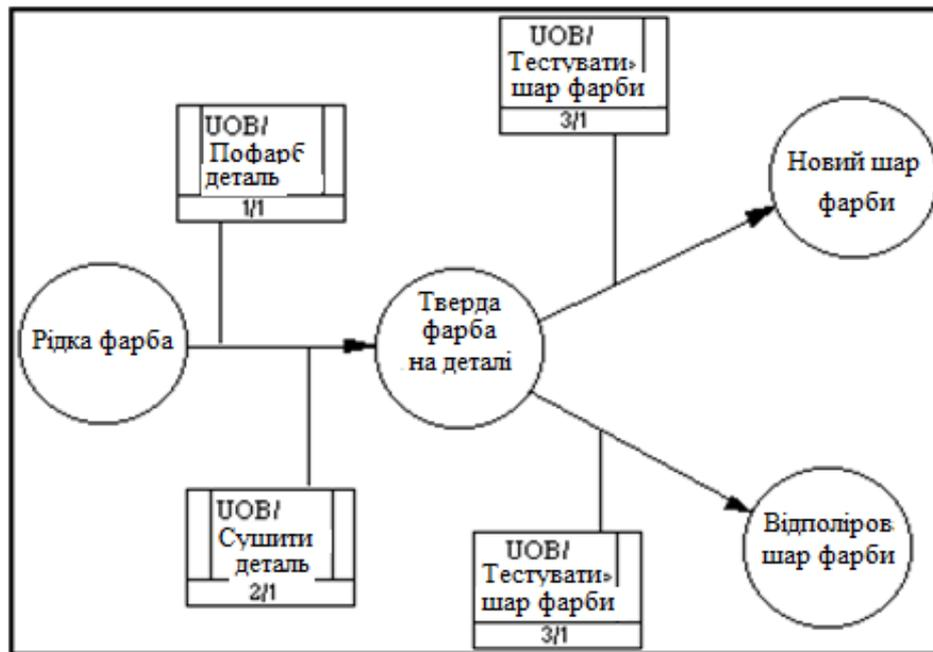 UOB/
Тестувати
шар фарби
3/1
UOB/
Пофарб
деталь
1/1
Новий шар
фарби
Рідка фарба
Тверда
фарба
на деталі
UOB/
Сушити
деталь
2/1
UOB/
Тестувати
шар фарби
3/1
Відполіров
шар фарби